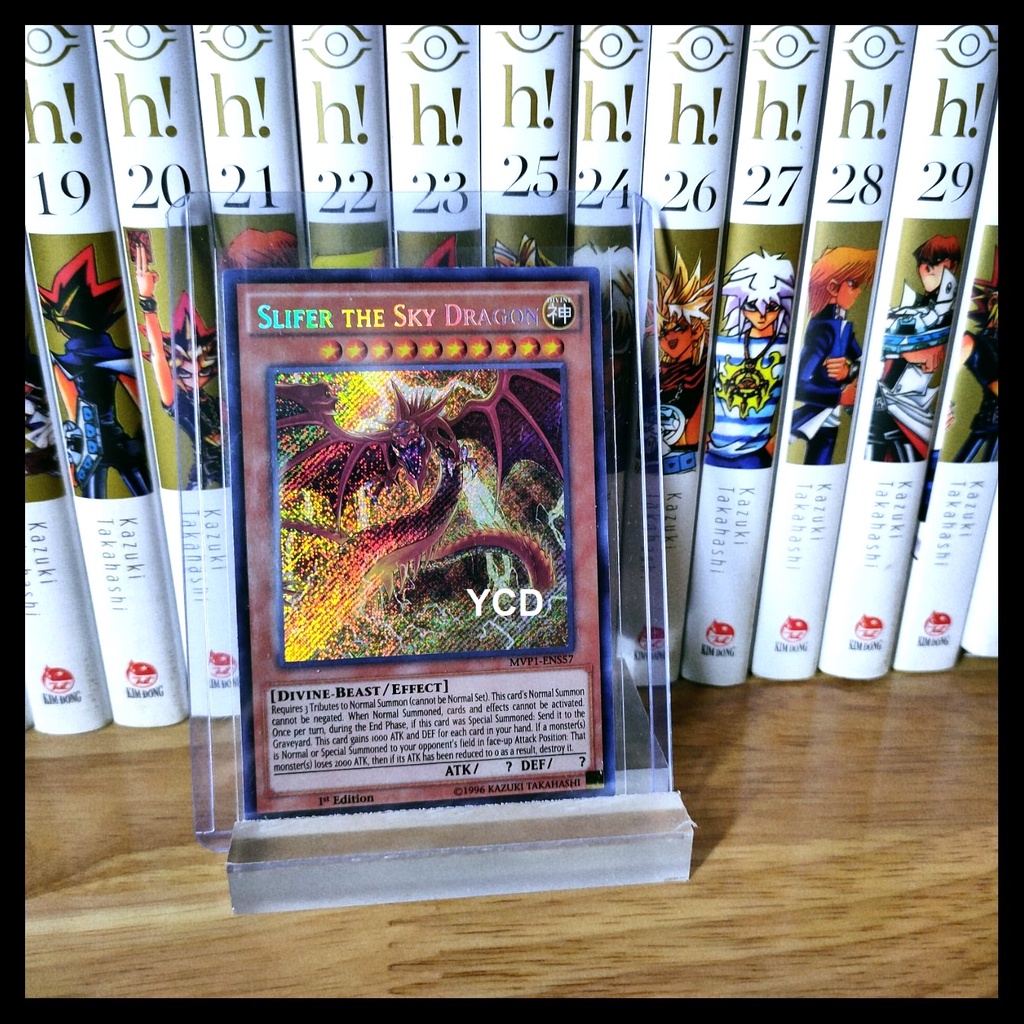 h! h! h! h! h! h! h! h! h! h! h!
19 20 21 22 23 25 24 26 27 28 29
SLIFER THE SKY DRAGON
DIVINE
神
YCD
MVP1-ENS57
[DIVINE-BEAST/EFFECT]
Requires 3 Tributes to Normal Summon (cannot be Normal Set). This card's Normal Summon
cannot be negated. When Normal Summoned, cards and effects cannot be activated.
Once per turn, during the End Phase, if this card was Special Summoned: Send it to the
Graveyard. This card gains 1000 ATK and DEF for each card in your hand. If a monster(s)
is Normal or Special Summoned to your opponent's field in face-up Attack Position: That
monster(s) loses 2000 ATK, then if its ATK has been reduced to 0 as a result, destroy it.
ATK/ ? DEF/ ?
1st Edition
©1996 KAZUKI TAKAHASHI
Kazuki
Takahashi
KIM ĐỒNG
Kazuki
Takahashi
KIM ĐỒNG
Kazuki
Takahashi
KIM ĐỒNG
Kazuki
Takahashi
KIM ĐỒNG
Kazuki
Takahashi
KIM ĐỒNG
Kazuki
Takahashi
KIM ĐỒNG